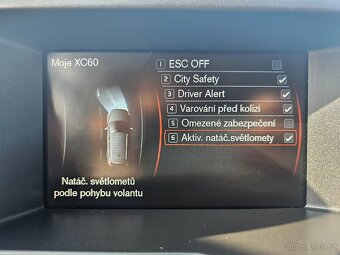 Moje XC60
1 ESC OFF
2 City Safety
3 Driver Alert
4 Varování před kolizí
5 Omezené zabezpečení
6 Aktiv. natáč.světlomety
Natáč. světlometů
podle pohybu volantu